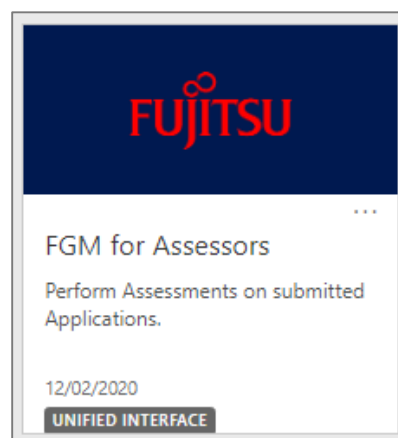 FUJITSU
...
FGM for Assessors
Perform Assessments on submitted
Applications.
12/02/2020
UNIFIED INTERFACE